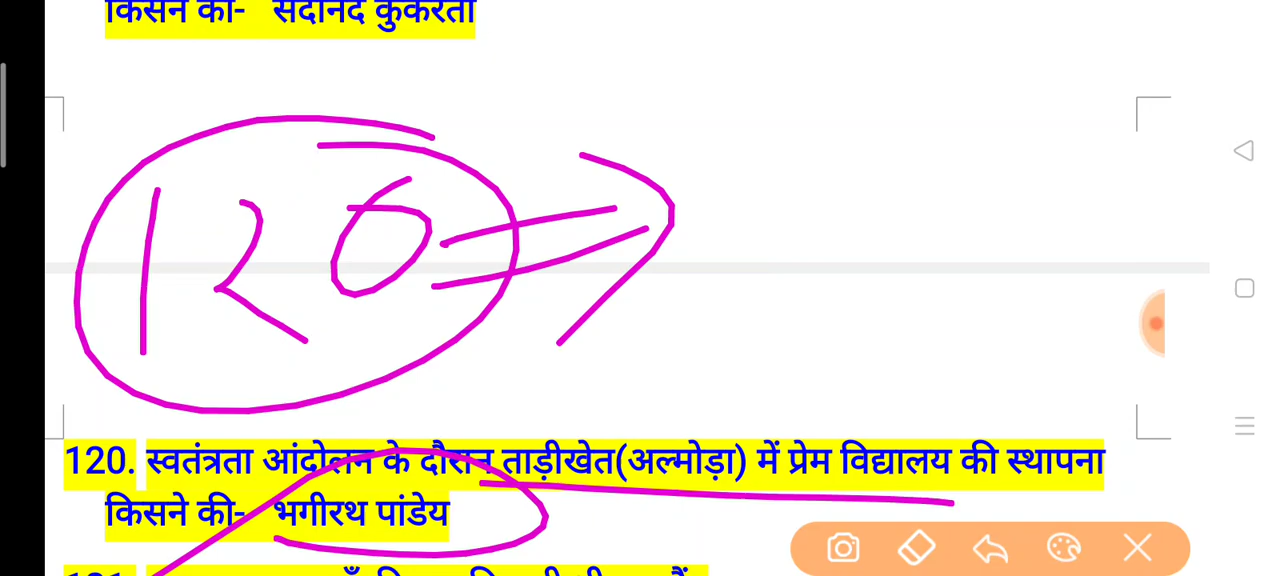 किसने की- सदानंद कुकरेती
120
120. स्वतंत्रता आंदोलन के दौरान ताड़ीखेत(अल्मोड़ा) में प्रेम विद्यालय की स्थापना
किसने की- भगीरथ पांडेय